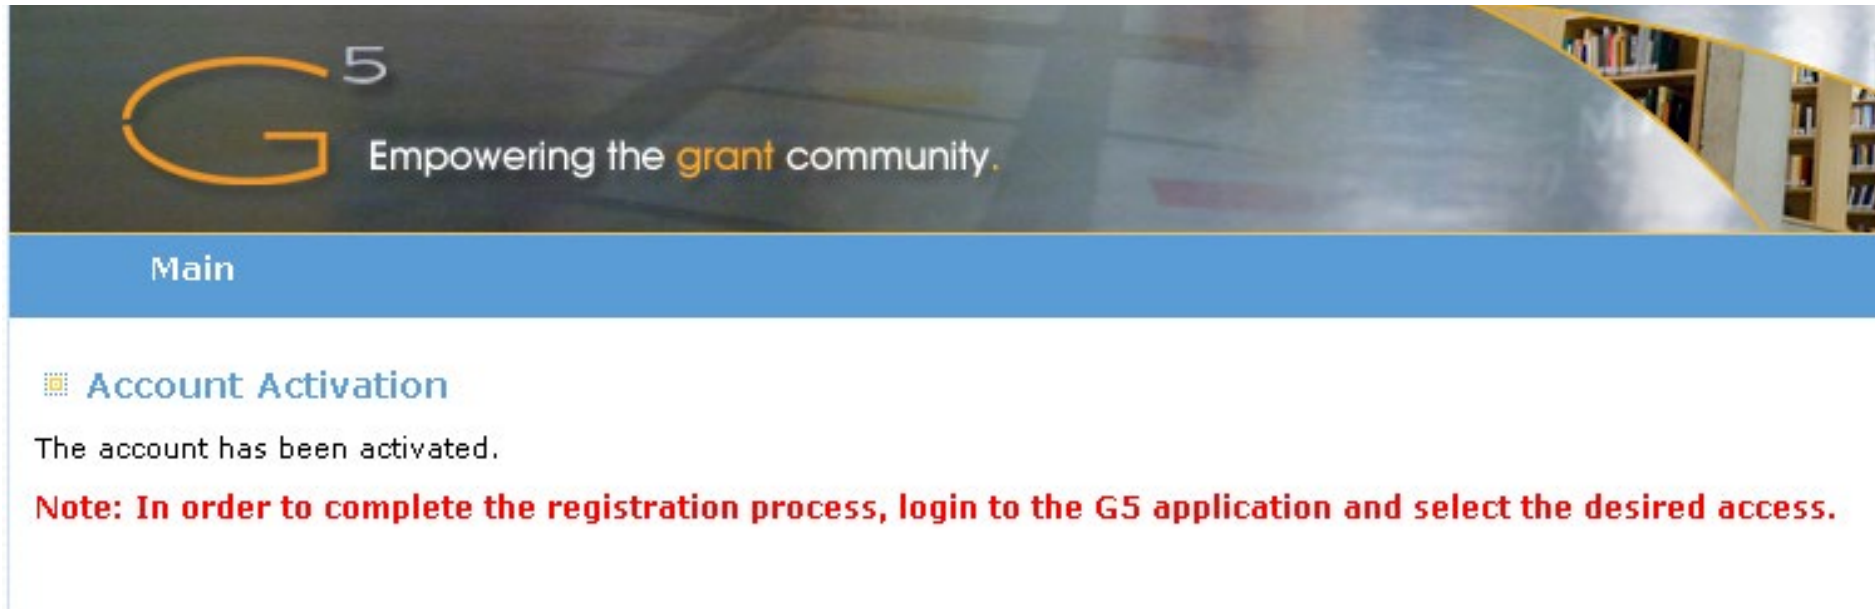 G5
Empowering the grant community.
Main
Account Activation
The account has been activated.
Note: In order to complete the registration process, login to the G5 application and select the desired access.